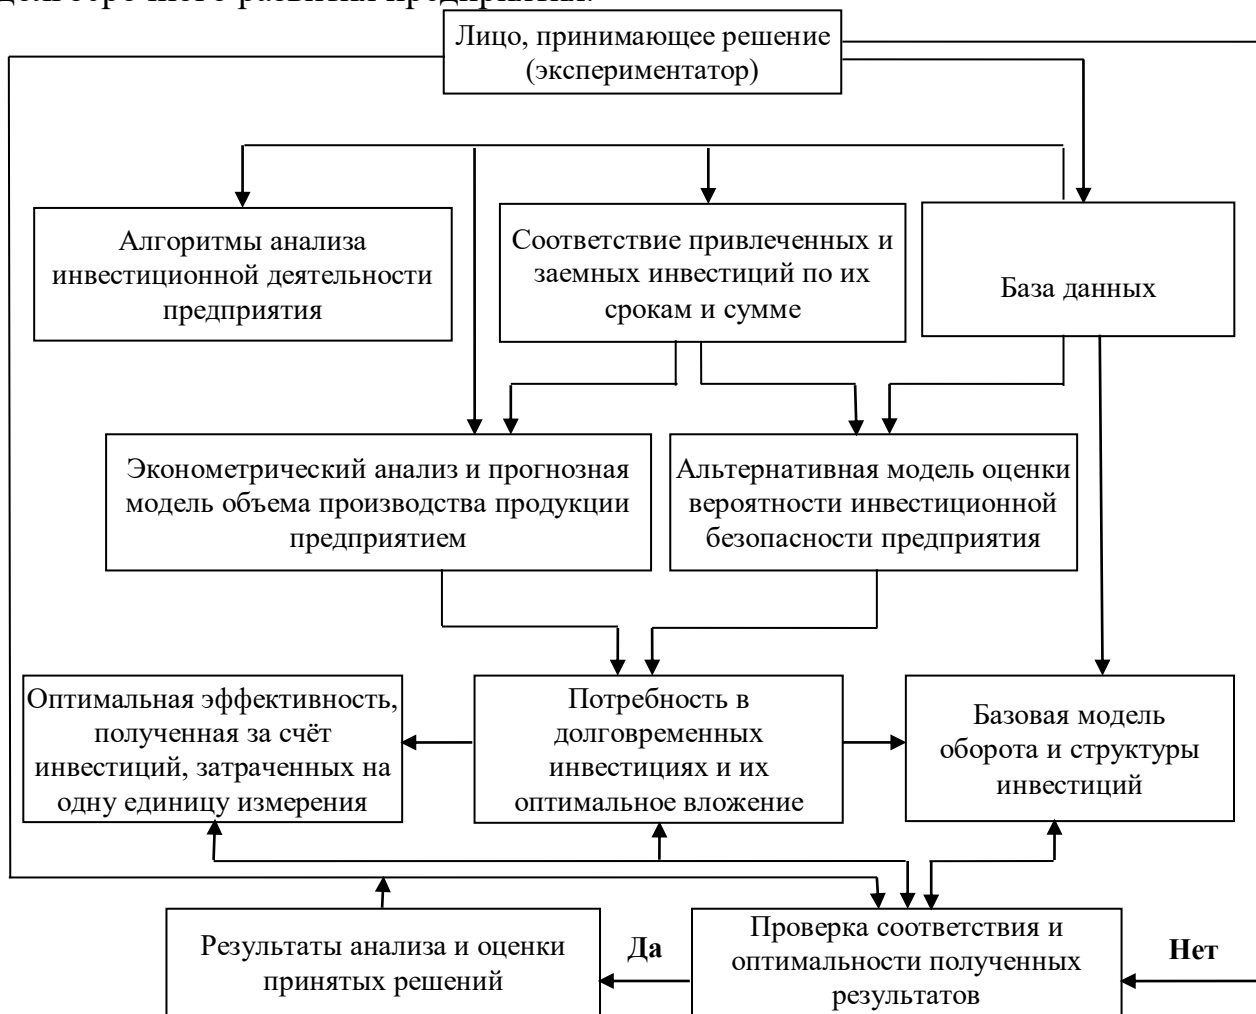 Лицо, принимающее решение
(экспериментатор)
Алгоритмы анализа
инвестиционной деятельности
предприятия
Соответствие привлеченных и
заемных инвестиций по их
срокам и сумме
База данных
Эконометрический анализ и прогнозная
модель объема производства продукции
предприятием
Альтернативная модель оценки
вероятности инвестиционной
безопасности предприятия
Оптимальная эффективность,
полученная за счёт
инвестиций, затраченных на
одну единицу измерения
Потребность в
долговременных
инвестициях и их
оптимальное вложение
Базовая модель
оборота и структуры
инвестиций
Результаты анализа и оценки
принятых решений
Да
Проверка соответствия и
оптимальности полученных
результатов
Нет